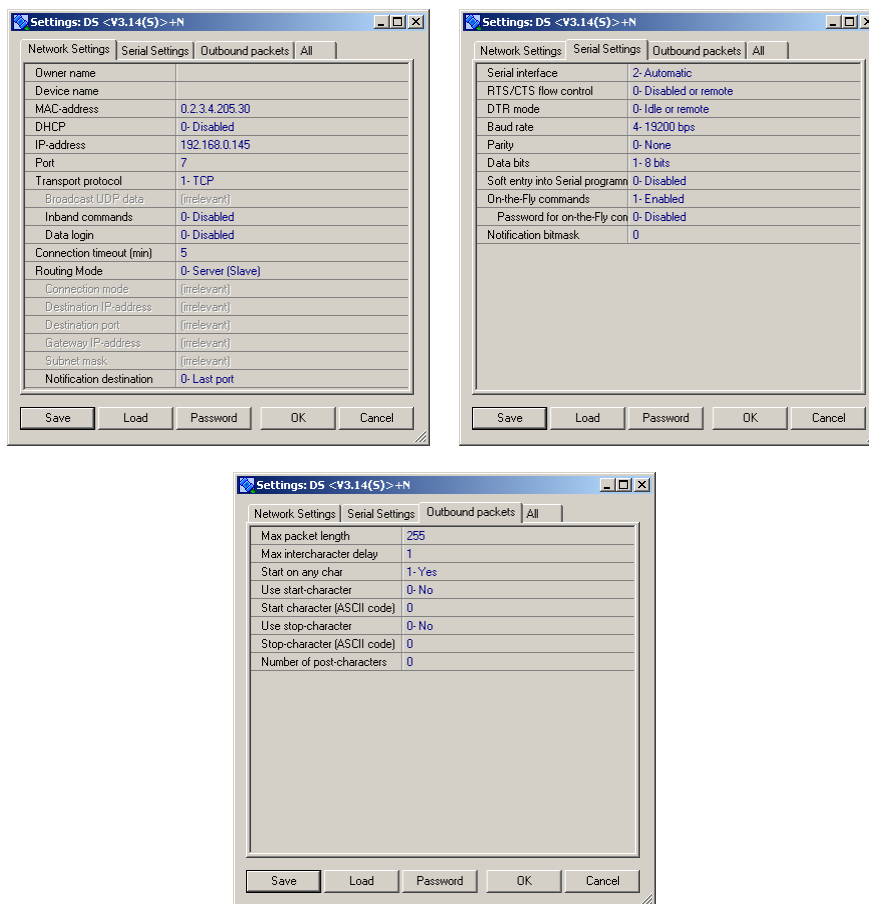 Settings: DS <V3.14(S)>+N
Network Settings Serial Settings Outbound packets All
Owner name
Device name
MAC-address 0.2.3.4.205.30
DHCP 0- Disabled
IP-address 192.168.0.145
Port 7
Transport protocol 1- TCP
Broadcast UDP data (irrelevant)
Inband commands 0- Disabled
Data login 0- Disabled
Connection timeout (min) 5
Routing Mode 0- Server (Slave)
Connection mode (irrelevant)
Destination IP-address (irrelevant)
Destination port (irrelevant)
Gateway IP-address (irrelevant)
Subnet mask (irrelevant)
Notification destination 0- Last port
Save Load Password OK Cancel
Settings: DS <V3.14(S)>+N
Network Settings Serial Settings Outbound packets All
Serial interface 2- Automatic
RTS/CTS flow control 0- Disabled or remote
DTR mode 0- Idle or remote
Baud rate 4- 19200 bps
Parity 0- None
Data bits 1- 8 bits
Soft entry into Serial programn 0- Disabled
On-the-Fly commands 1- Enabled
Password for on-the-Fly con 0- Disabled
Notification bitmask 0
Save Load Password OK Cancel
Settings: DS <V3.14(S)>+N
Network Settings Serial Settings Outbound packets All
Max packet length 255
Max intercharacter delay 1
Start on any char 1- Yes
Use start-character 0- No
Start character (ASCII code) 0
Use stop-character 0- No
Stop-character (ASCII code) 0
Number of post-characters 0
Save Load Password OK Cancel